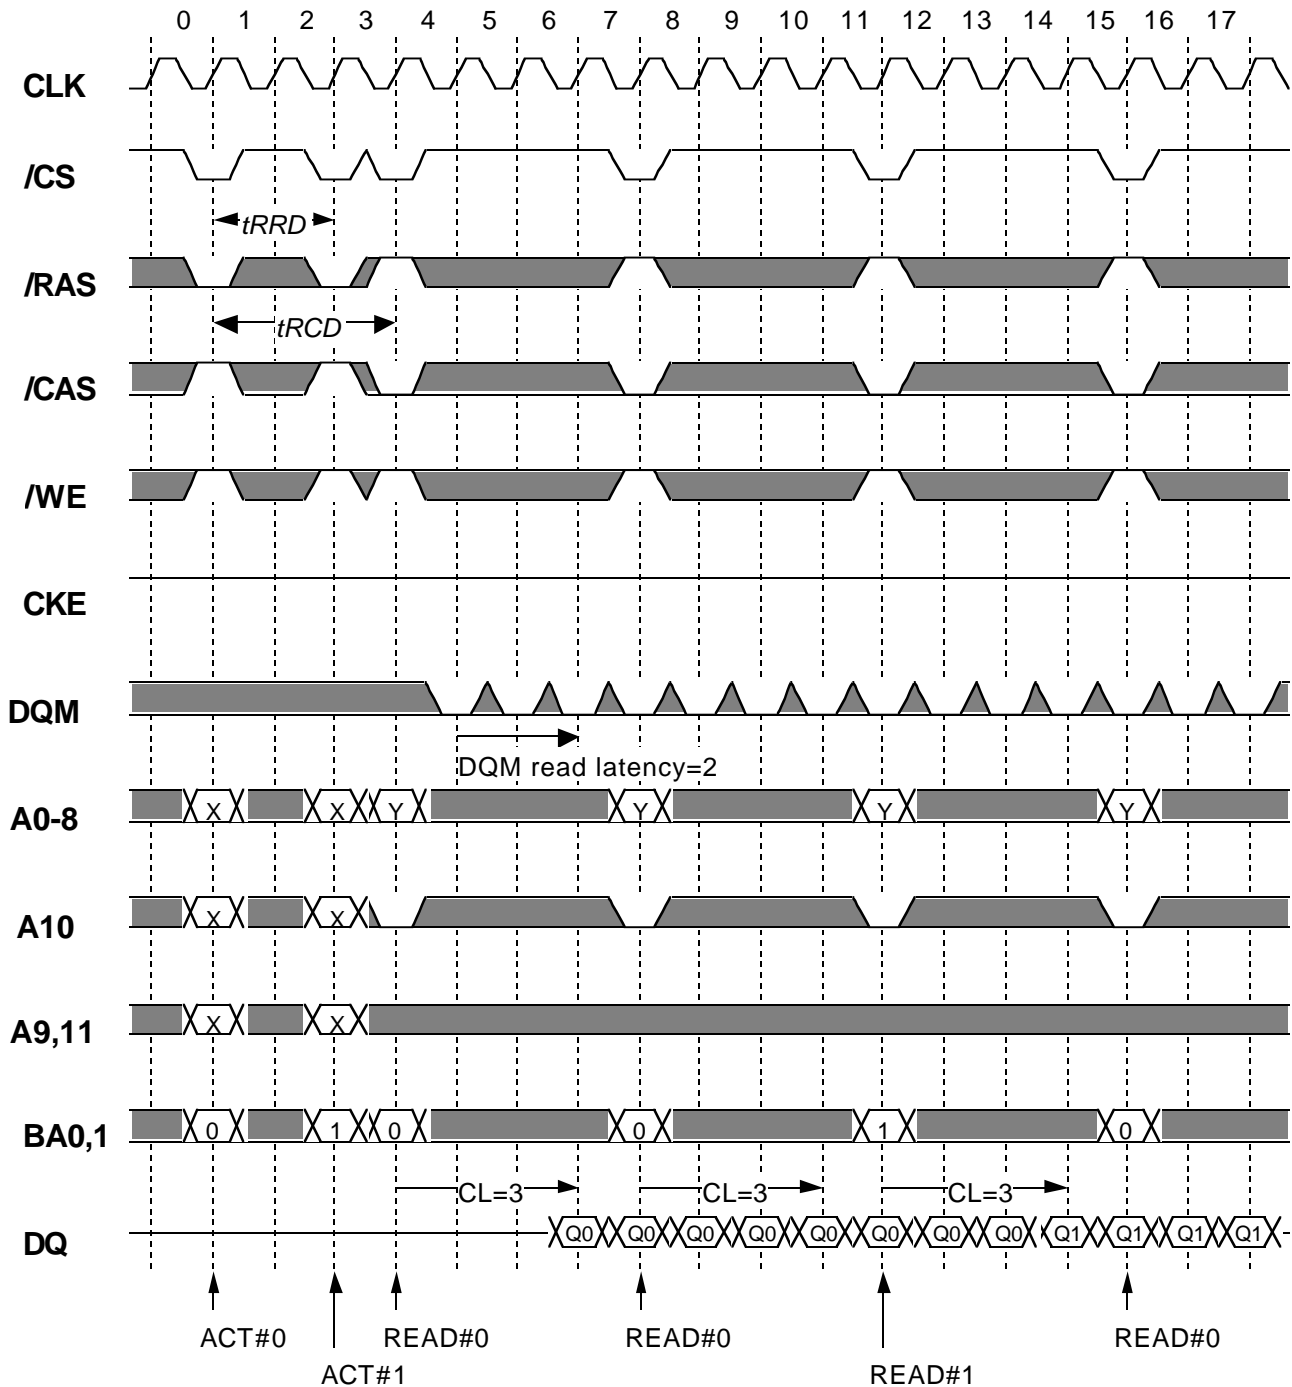 0 1 2 3 4 5 6 7 8 9 10 11 12 13 14 15 16 17
CLK
/CS
tRRD
/RAS
tRCD
/CAS
/WE
CKE
DQM
DQM read latency=2
A0-8 X X Y Y Y Y
A10 X X
A9,11 X X
BA0,1 0 1 0 0 1 0
CL=3 CL=3 CL=3
DQ Q0 Q0 Q0 Q0 Q0 Q0 Q0 Q0 Q1 Q1 Q1 Q1
ACT#0 READ#0 READ#0 READ#0
ACT#1 READ#1